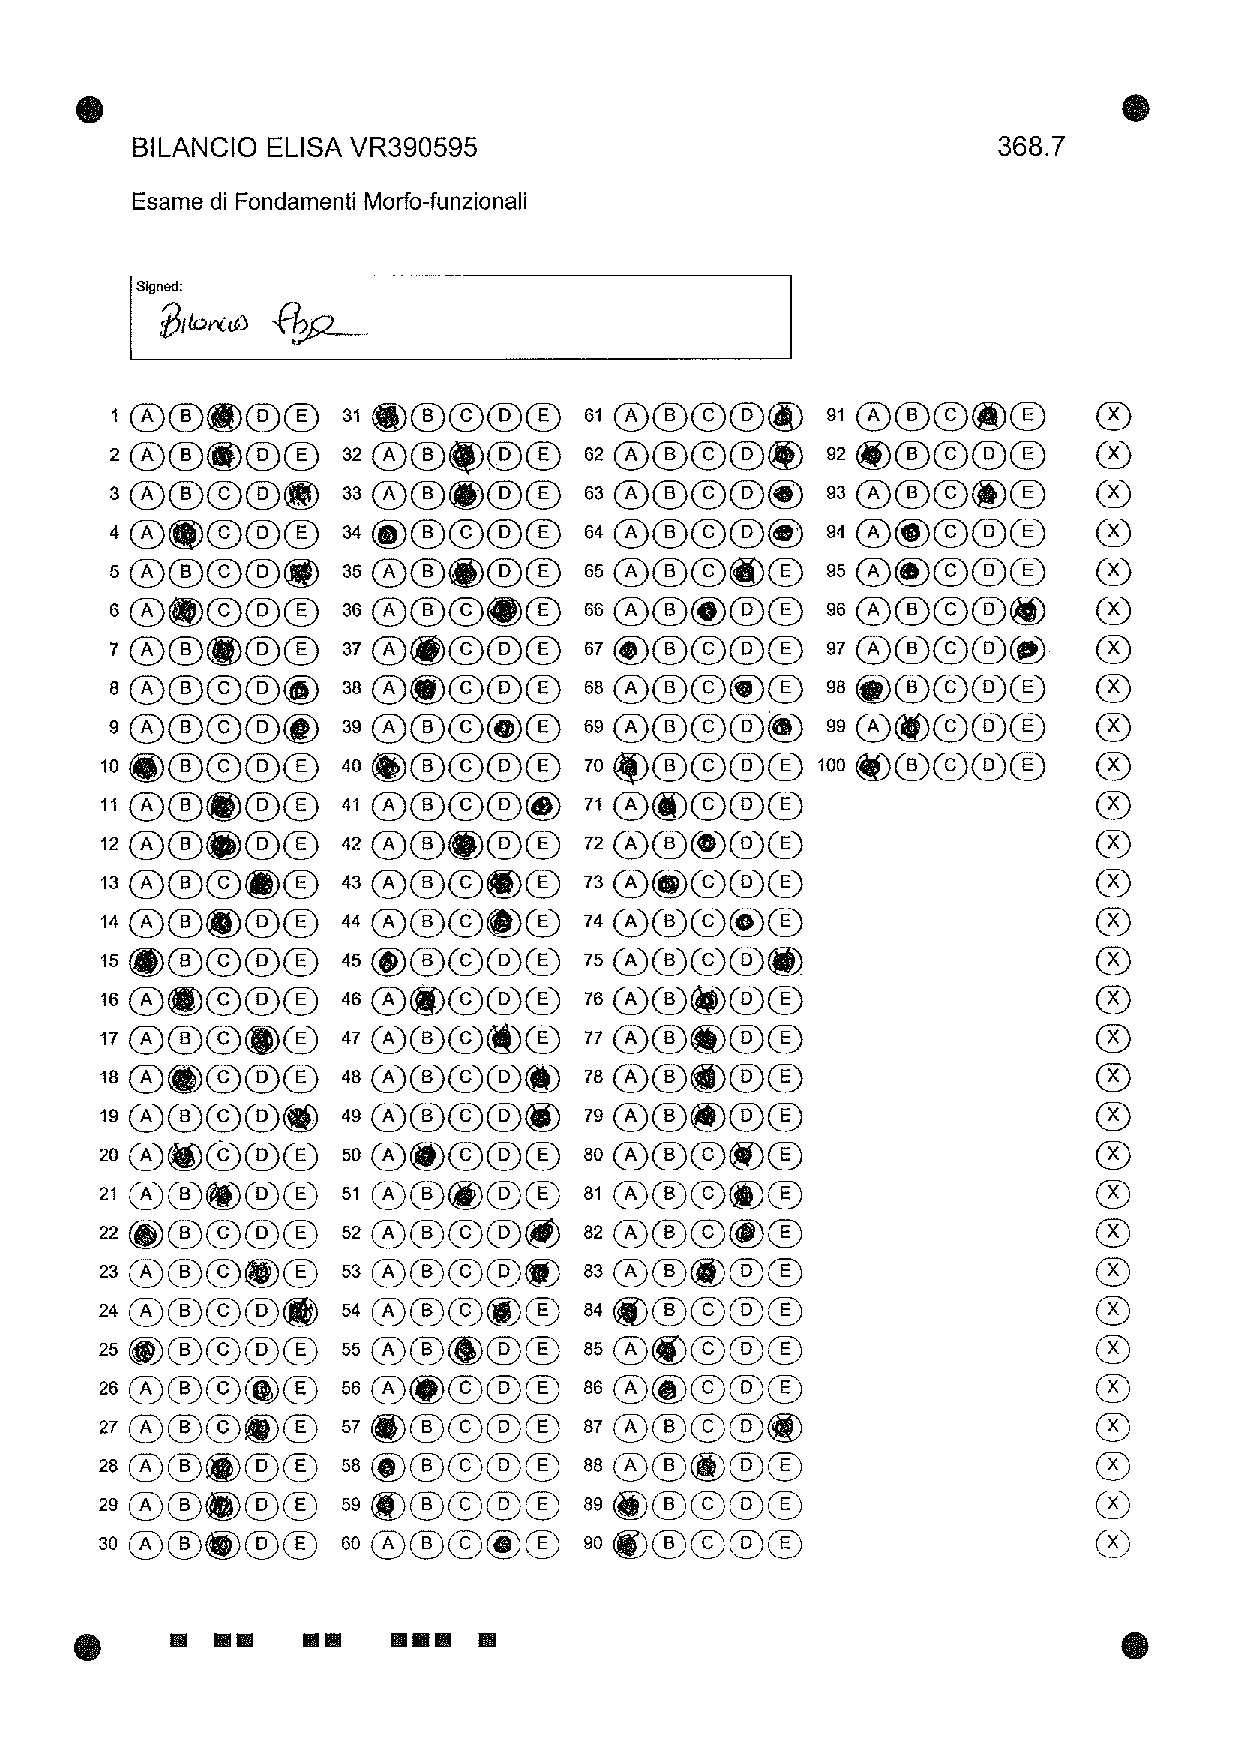 BILANCIO ELISA VR390595 368.7
Esame di Fondamenti Morfo-funzionali
Signed:
Bilancio
1 A B D E 31 B C D E 61 A B C D 91 A B C E X
2 A B D E 32 A B D E 62 A B C D 92 B C D E X
3 A B C D 33 A B D E 63 A B C D 93 A B C E X
4 A C D E 34 B C D E 64 A B C D 94 A C D E X
5 A B C D 35 A B D E 65 A B C E 95 A C D E X
6 A C D E 36 A B C E 66 A B D E 96 A B C D X
7 A B D E 37 A C D E 67 B C D E 97 A B C D X
8 A B C D 38 A C D E 68 A B C E 98 B C D E X
9 A B C D 39 A B C E 69 A B C D 99 A C D E X
10 B C D E 40 B C D E 70 B C D E 100 B C D E X
11 A B D E 41 A B C D 71 A C D E X
12 A B D E 42 A B D E 72 A B D E X
13 A B C E 43 A B C E 73 A C D E X
14 A B D E 44 A B C E 74 A B C E X
15 B C D E 45 B C D E 75 A B C D X
16 A C D E 46 A C D E 76 A B D E X
17 A B C E 47 A B C E 77 A B D E X
18 A C D E 48 A B C D 78 A B D E X
19 A B C D 49 A B C D 79 A B D E X
20 A C D E 50 A C D E 80 A B C E X
21 A B D E 51 A B D E 81 A B C E X
22 B C D E 52 A B C D 82 A B C E X
23 A B C E 53 A B C D 83 A B D E X
24 A B C D 54 A B C E 84 B C D E X
25 B C D E 55 A B D E 85 A C D E X
26 A B C E 56 A C D E 86 A C D E X
27 A B C E 57 B C D E 87 A B C D X
28 A B D E 58 B C D E 88 A B D E X
29 A B D E 59 B C D E 89 B C D E X
30 A B D E 60 A B C E 90 B C D E X